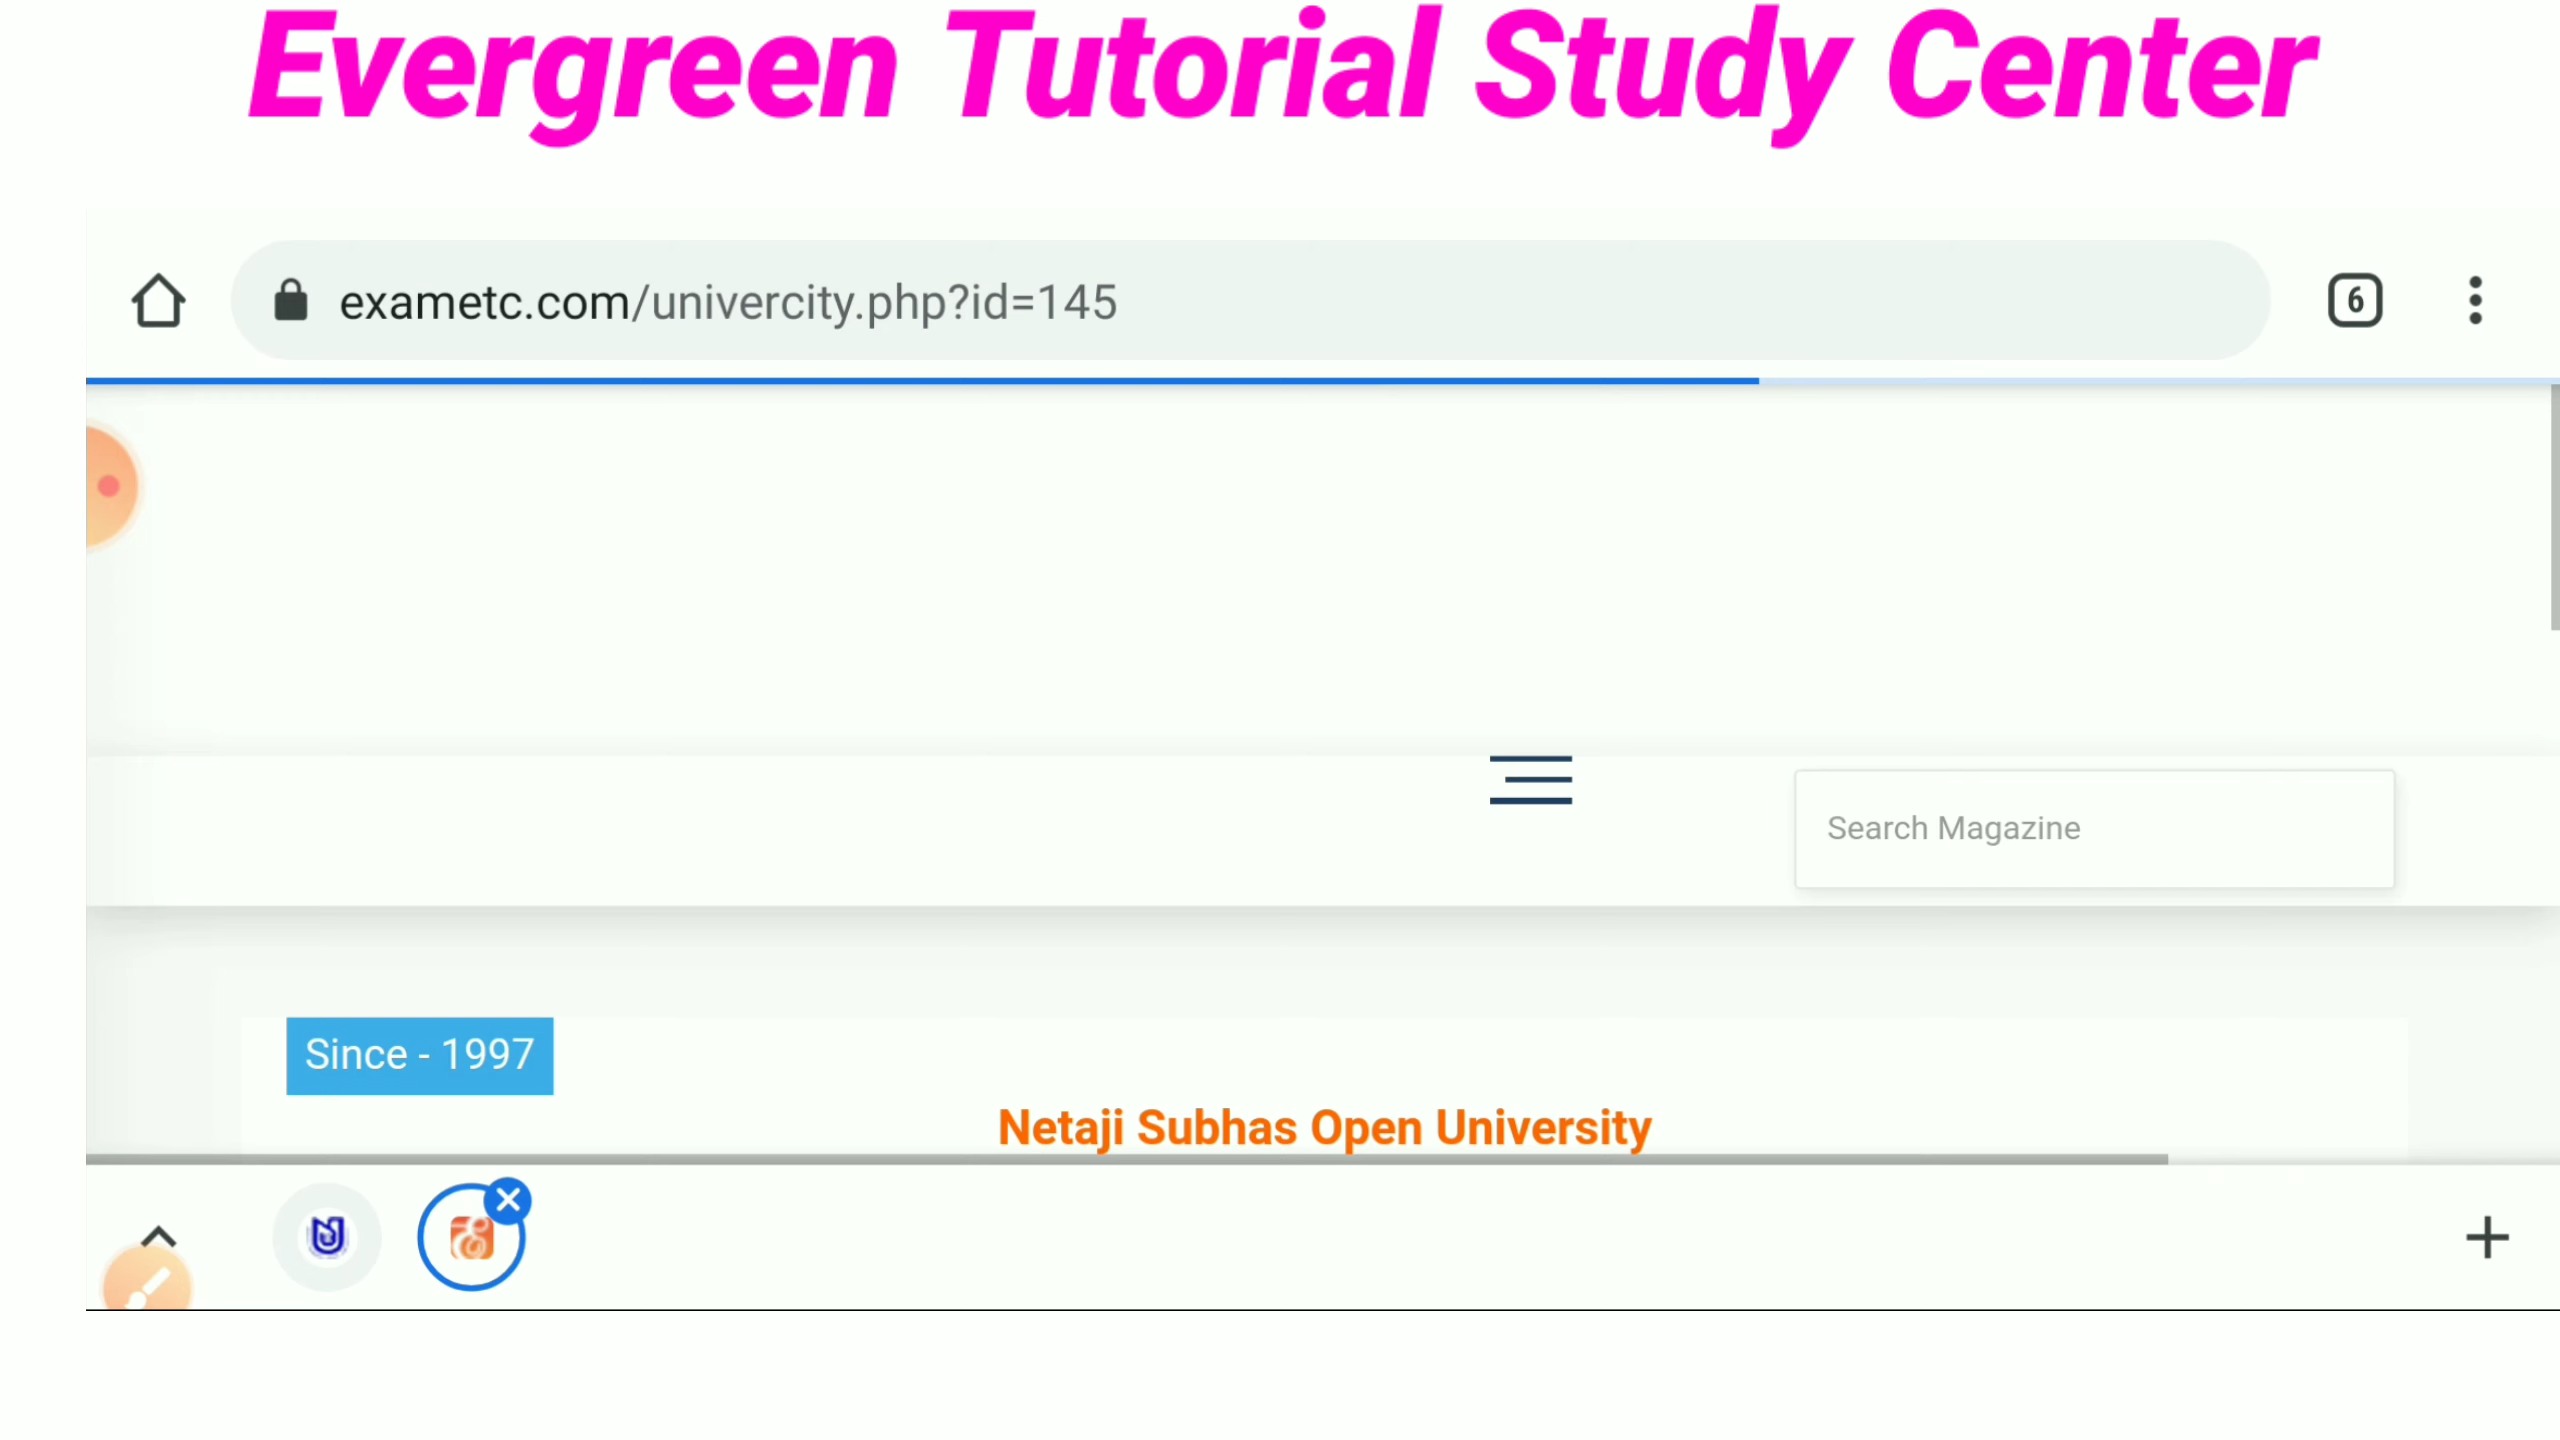 Evergreen Tutorial Study Center
exametc.com/univercity.php?id=145
6
Search Magazine
Since - 1997
Netaji Subhas Open University